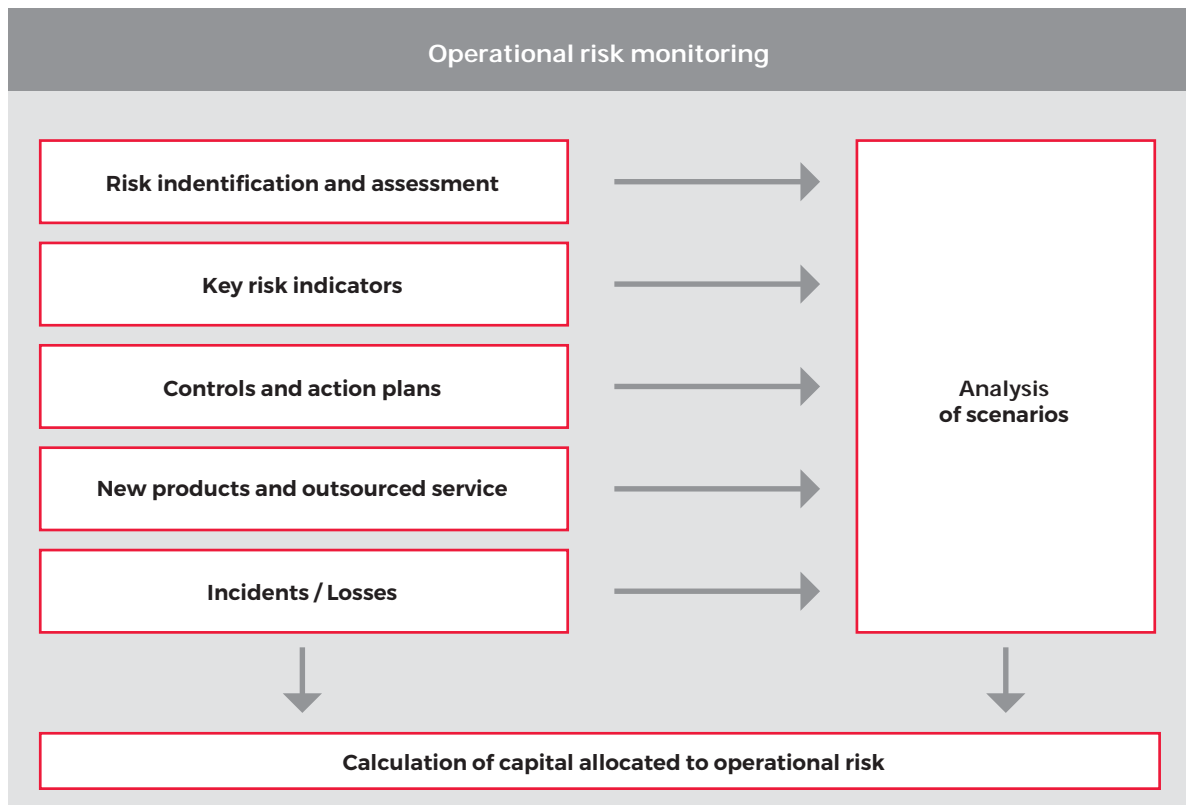 Operational risk monitoring
Risk indentification and assessment
Key risk indicators
Controls and action plans
New products and outsourced service
Incidents / Losses
Analysis
of scenarios
Calculation of capital allocated to operational risk